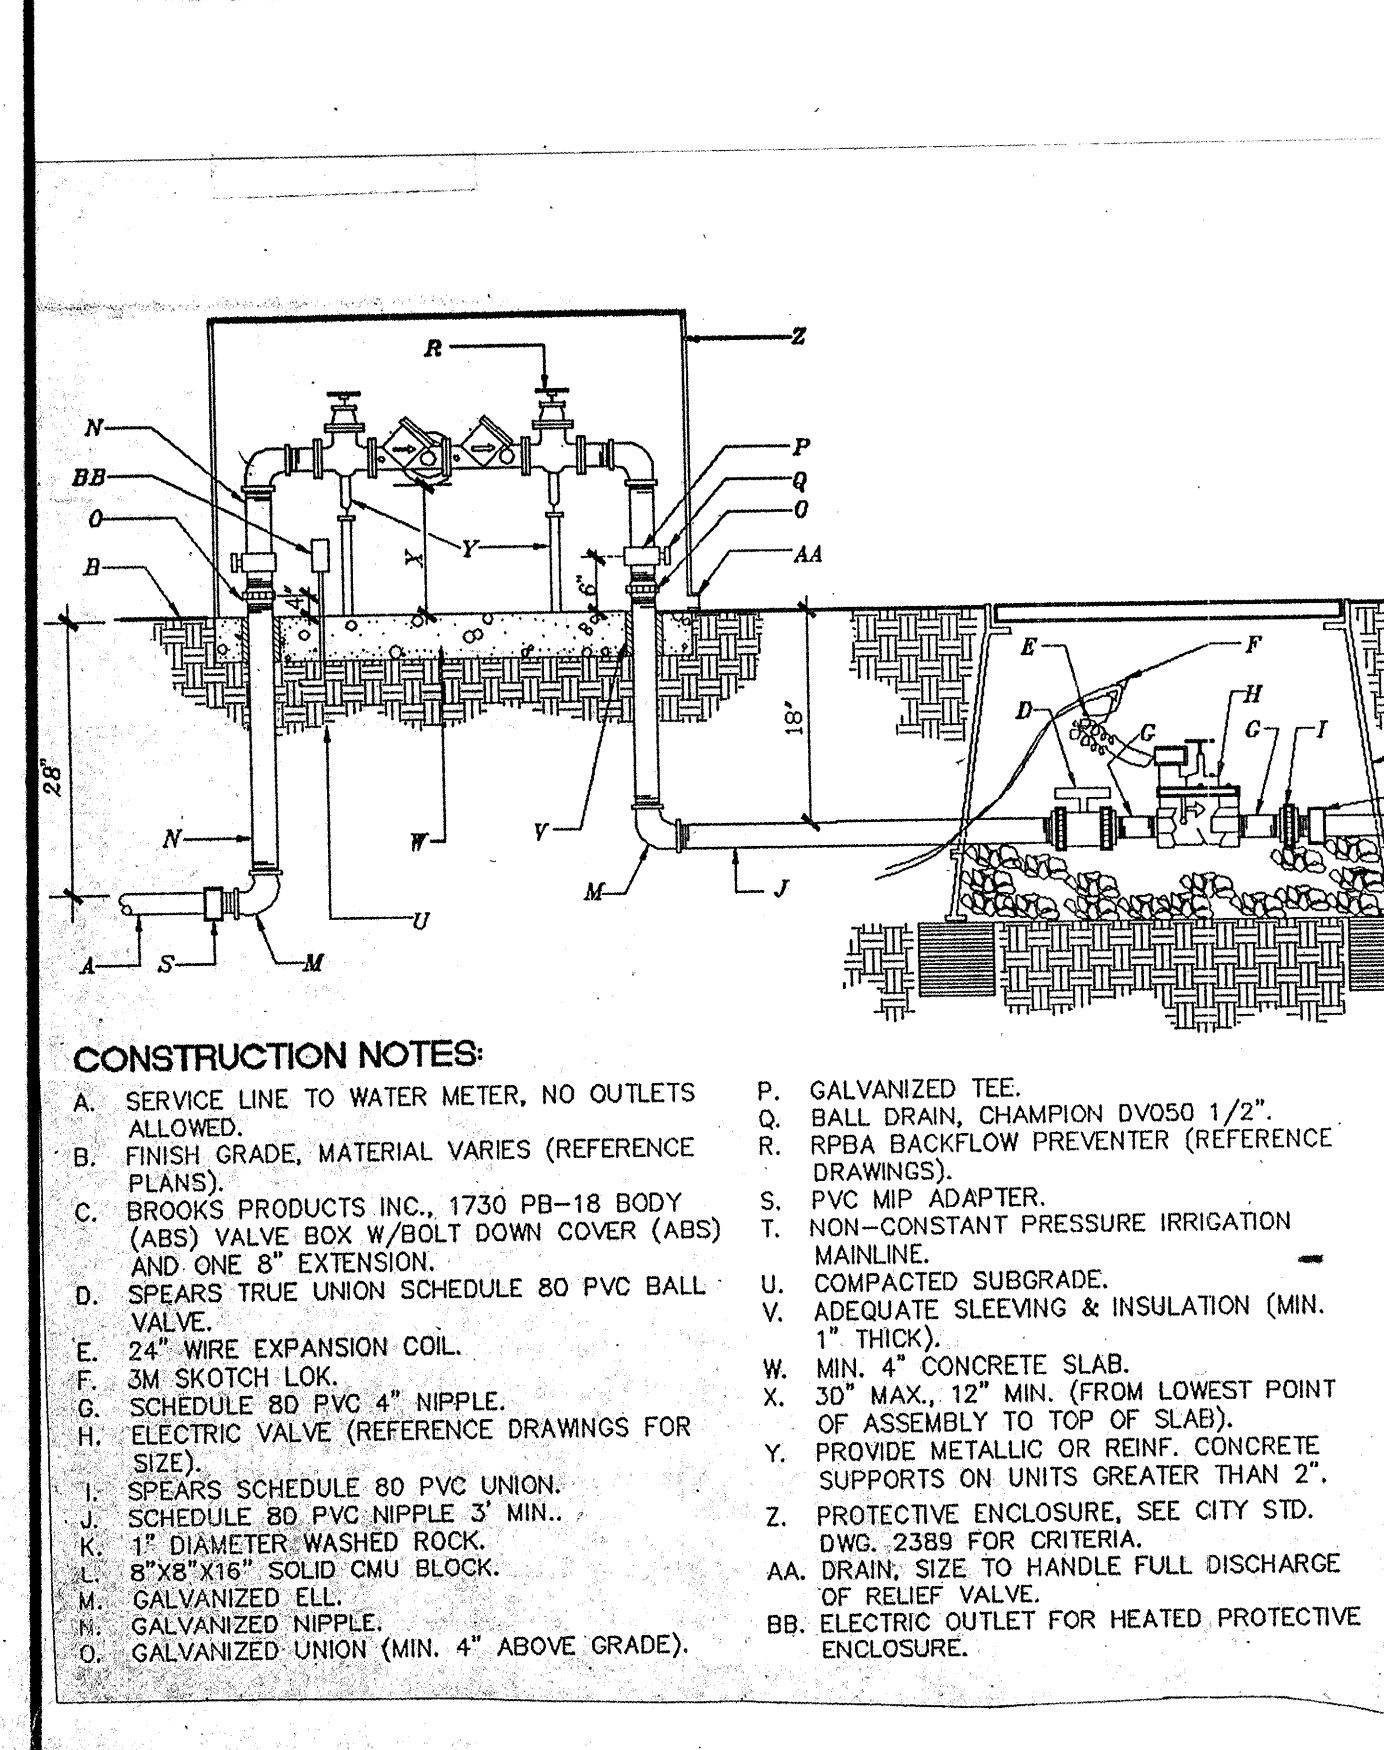 R
Z
N
P
BB
Q
O
O
Y
X
AA
B
4"
6"
E
F
D
G
H
G
I
18"
28"
N
W
V
M
J
U
A
S
M
CONSTRUCTION NOTES:
A. SERVICE LINE TO WATER METER, NO OUTLETS
ALLOWED.
B. FINISH GRADE, MATERIAL VARIES (REFERENCE
PLANS).
C. BROOKS PRODUCTS INC., 1730 PB-18 BODY
(ABS) VALVE BOX W/BOLT DOWN COVER (ABS)
AND ONE 8" EXTENSION.
D. SPEARS TRUE UNION SCHEDULE 80 PVC BALL
VALVE.
E. 24" WIRE EXPANSION COIL.
F. 3M SKOTCH LOK.
G. SCHEDULE 80 PVC 4" NIPPLE.
H. ELECTRIC VALVE (REFERENCE DRAWINGS FOR
SIZE).
I. SPEARS SCHEDULE 80 PVC UNION.
J. SCHEDULE 80 PVC NIPPLE 3' MIN..
K. 1" DIAMETER WASHED ROCK.
L. 8"X8"X16" SOLID CMU BLOCK.
M. GALVANIZED ELL.
N. GALVANIZED NIPPLE.
O. GALVANIZED UNION (MIN. 4" ABOVE GRADE).
P. GALVANIZED TEE.
Q. BALL DRAIN, CHAMPION DV050 1/2".
R. RPBA BACKFLOW PREVENTER (REFERENCE
DRAWINGS).
S. PVC MIP ADAPTER.
T. NON-CONSTANT PRESSURE IRRIGATION
MAINLINE.
U. COMPACTED SUBGRADE.
V. ADEQUATE SLEEVING & INSULATION (MIN.
1" THICK).
W. MIN. 4" CONCRETE SLAB.
X. 30" MAX., 12" MIN. (FROM LOWEST POINT
OF ASSEMBLY TO TOP OF SLAB).
Y. PROVIDE METALLIC OR REINF. CONCRETE
SUPPORTS ON UNITS GREATER THAN 2".
Z. PROTECTIVE ENCLOSURE, SEE CITY STD.
DWG. 2389 FOR CRITERIA.
AA. DRAIN, SIZE TO HANDLE FULL DISCHARGE
OF RELIEF VALVE.
BB. ELECTRIC OUTLET FOR HEATED PROTECTIVE
ENCLOSURE.